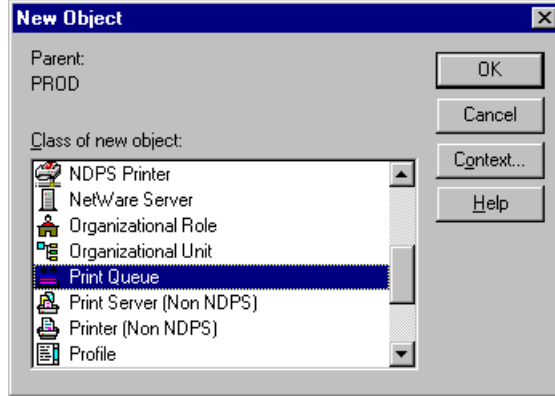 New Object
Parent:
PROD
OK
Cancel
Class of new object:
Context...
NDPS Printer
NetWare Server
Help
Organizational Role
Organizational Unit
Print Queue
Print Server (Non NDPS)
Printer (Non NDPS)
Profile